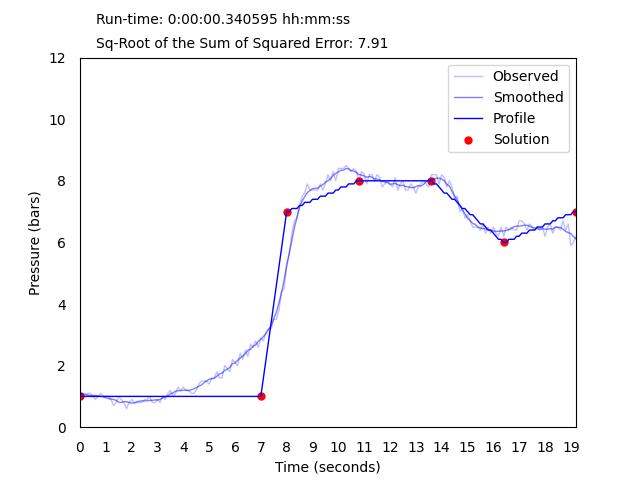 Run-time: 0:00:00.340595 hh:mm:ss
Sq-Root of the Sum of Squared Error: 7.91
12
10
8
6
4
2
0
Pressure (bars)
Observed
Smoothed
Profile
Solution
0 1 2 3 4 5 6 7 8 9 10 11 12 13 14 15 16 17 18 19
Time (seconds)